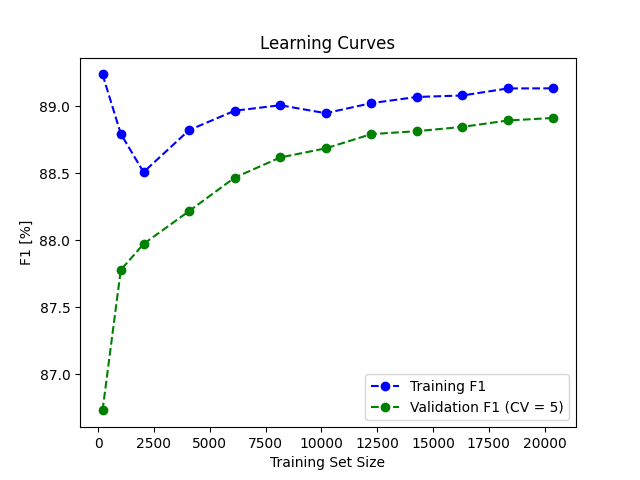 Learning Curves
F1 [%]
89.0
88.5
88.0
87.5
87.0
Training F1
Validation F1 (CV = 5)
0 2500 5000 7500 10000 12500 15000 17500 20000
Training Set Size